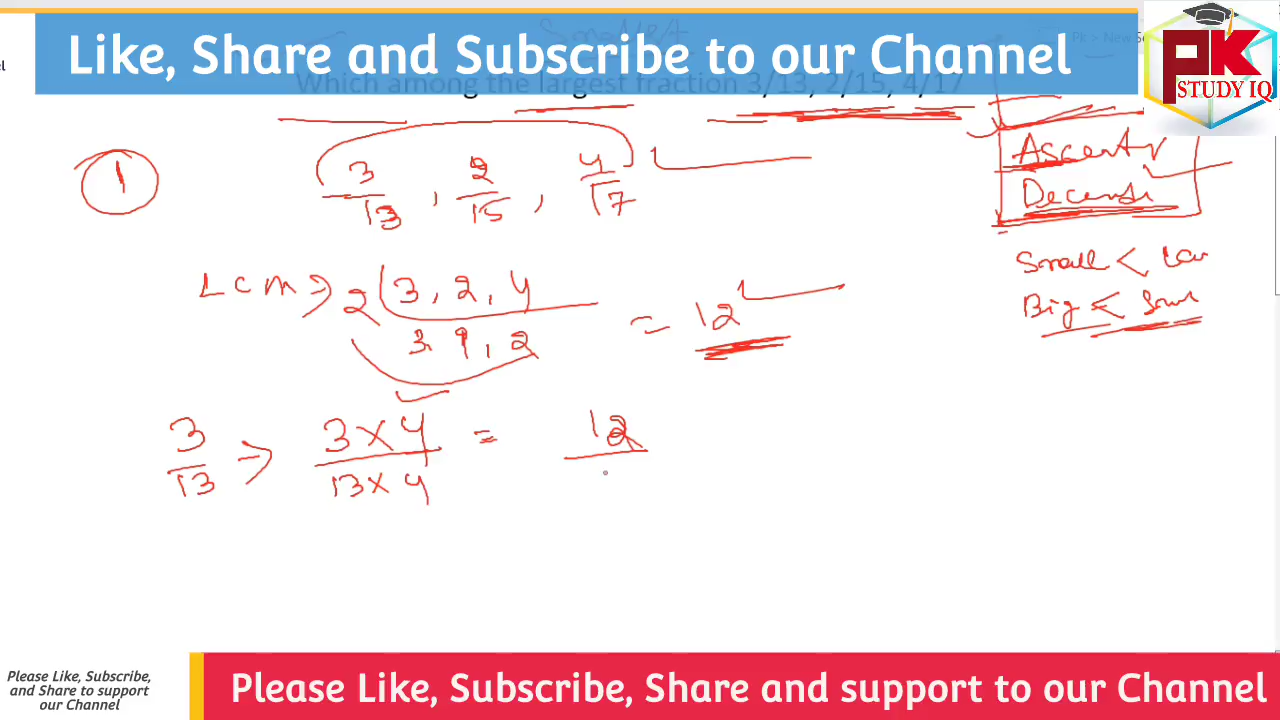 Like, Share and Subscribe to our Channel
PK
STUDY IQ
Which among the largest fraction 3/13, 2/15, 4/17
1
3/13 , 2/15 , 4/17
LCM => 2 (3, 2, 4
3 1, 2
= 12
3/13 -> 3 X 4 / 13 X 4 = 12
Small <
Big <
Please Like, Subscribe,
and Share to support
our Channel
Please Like, Subscribe, Share and support to our Channel